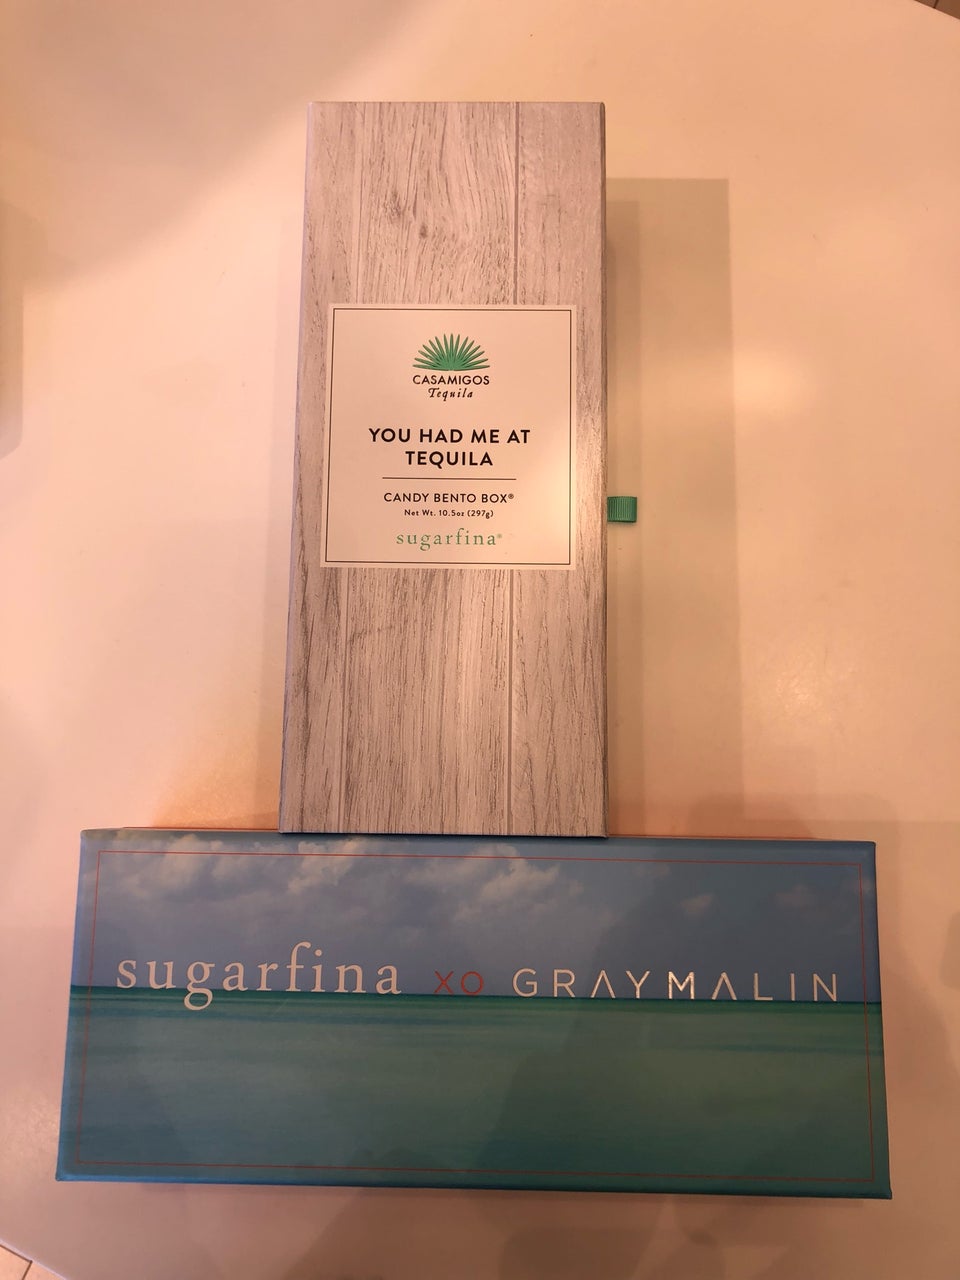 CASAMIGOS
Tequila
YOU HAD ME AT
TEQUILA
CANDY BENTO BOX®
Net Wt. 10.5oz (297g)
sugarfina®
sugarfina XO GRAYMALIN